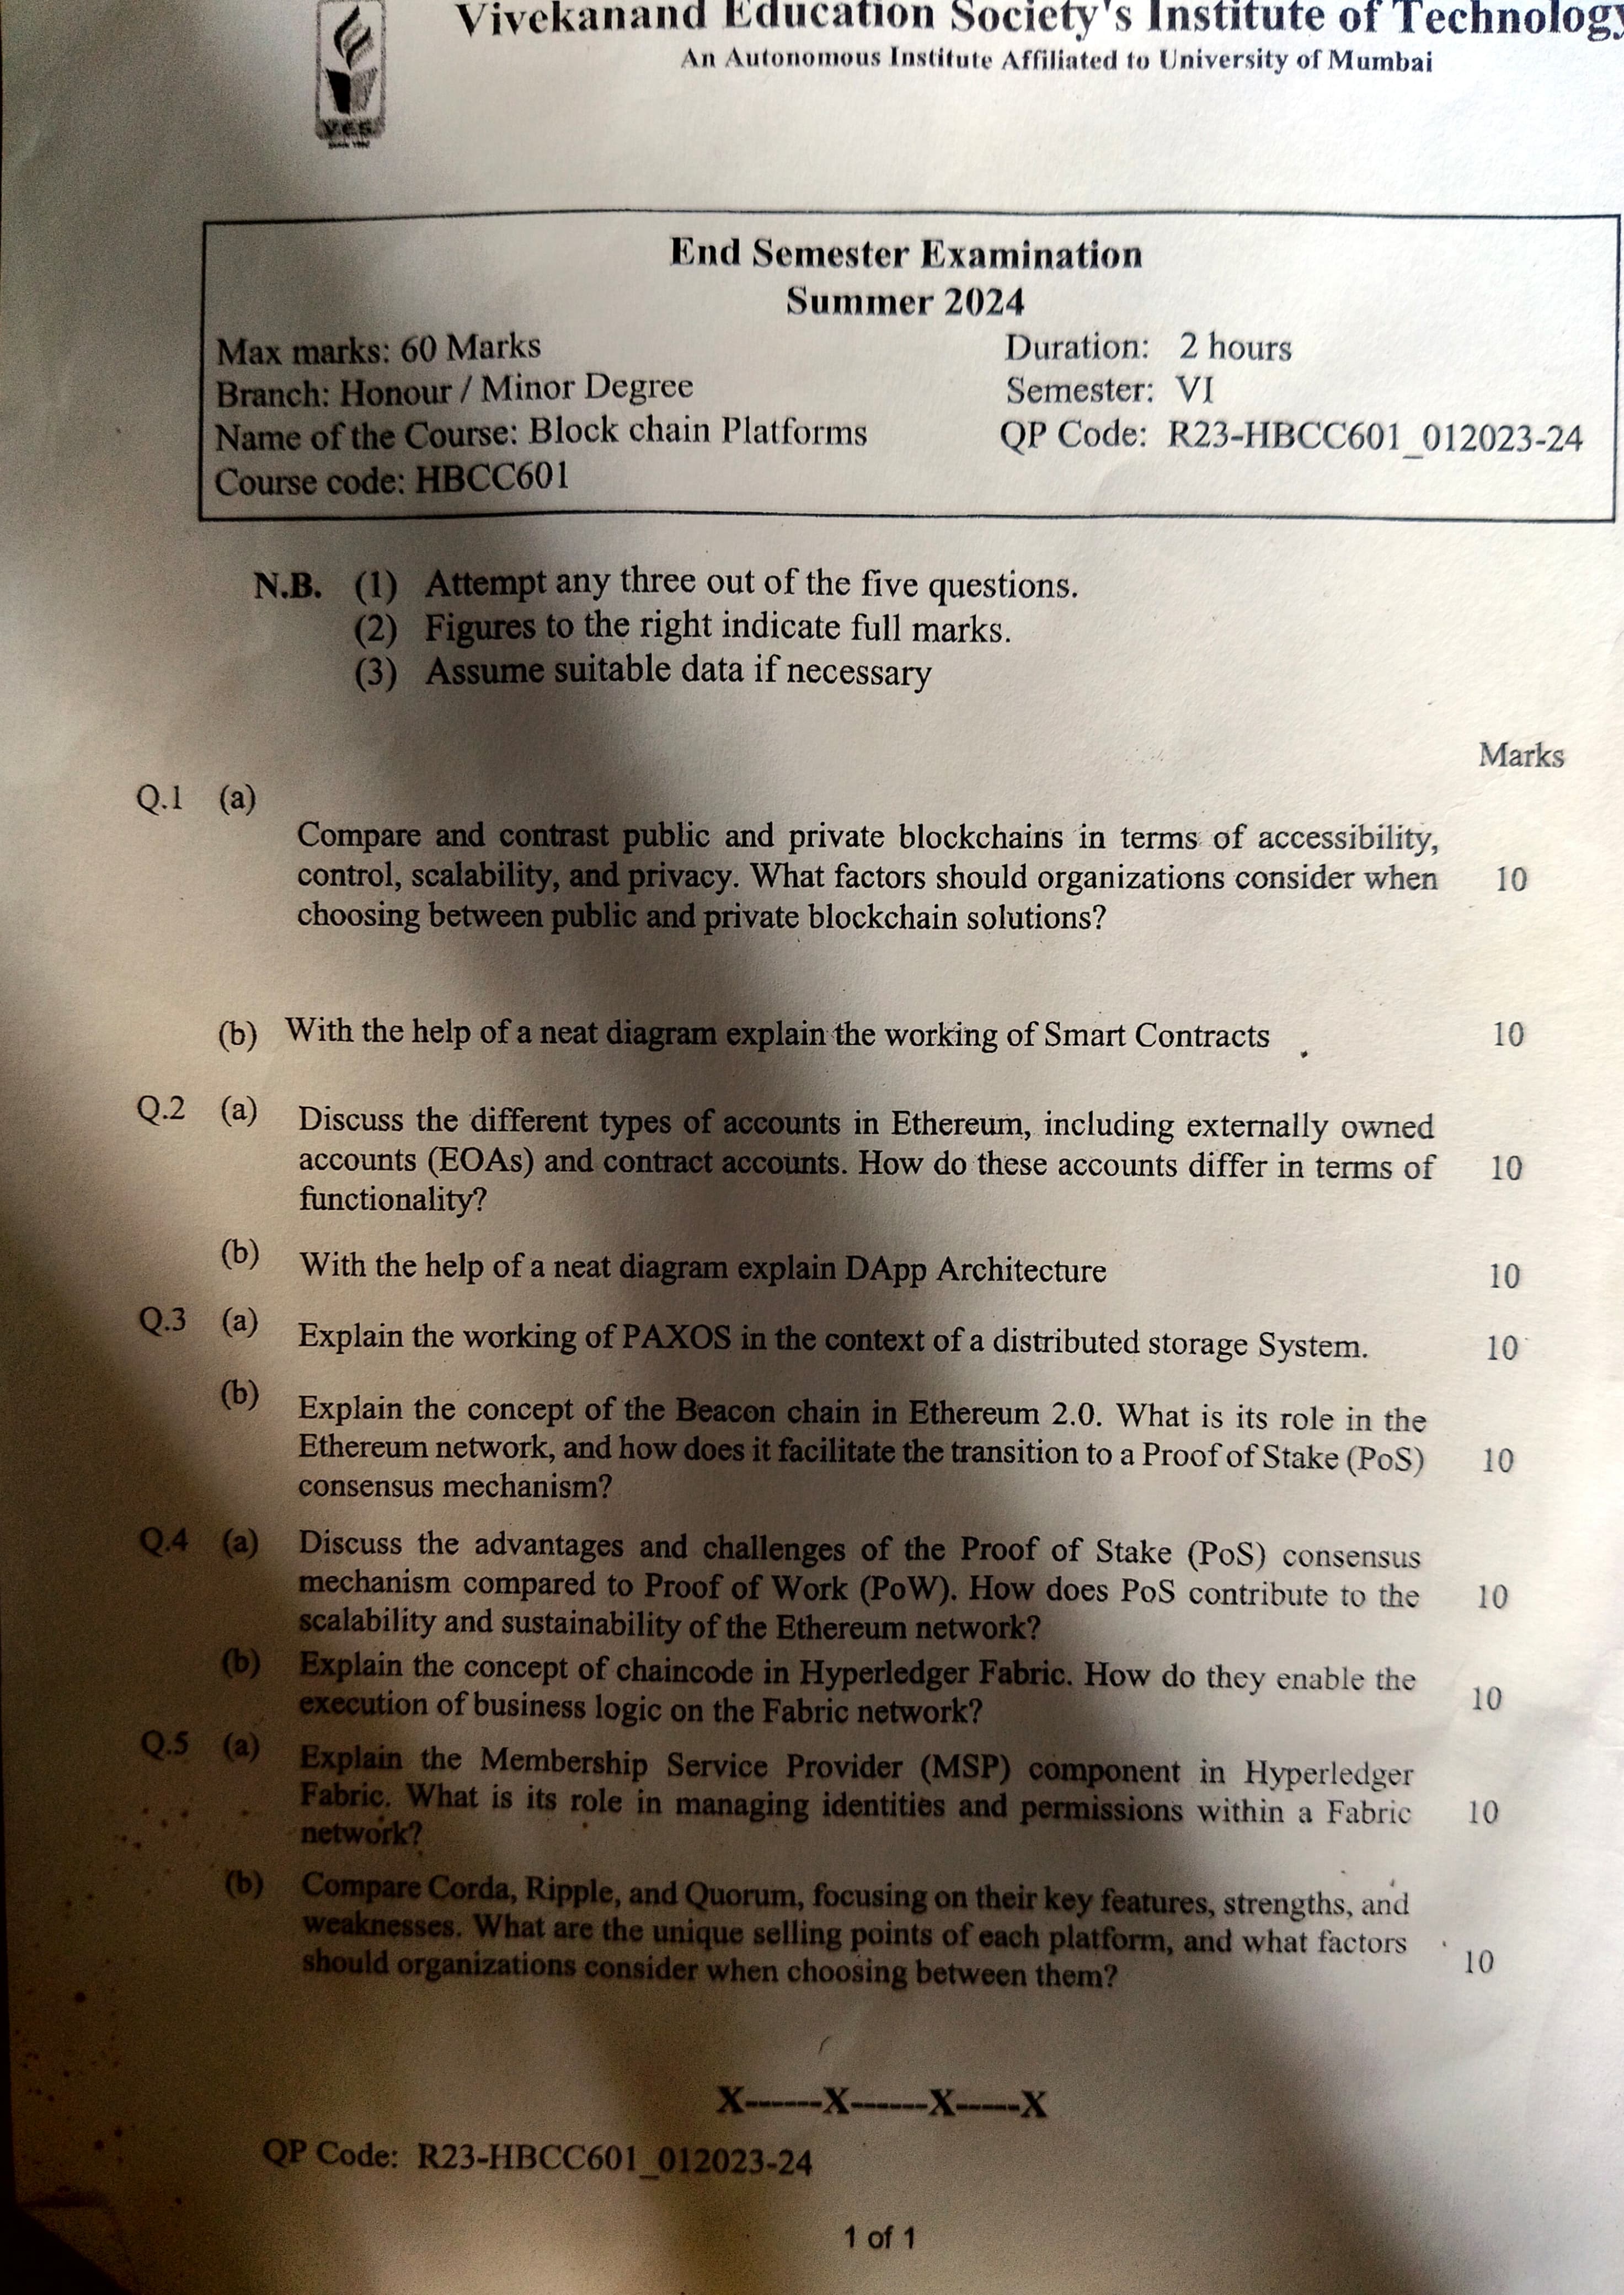 Vivekanand Education Society's Institute of Technology
An Autonomous Institute Affiliated to University of Mumbai
V.E.S.
End Semester Examination
Summer 2024
Max marks: 60 Marks Duration: 2 hours
Branch: Honour / Minor Degree Semester: VI
Name of the Course: Block chain Platforms QP Code: R23-HBCC601_012023-24
Course code: HBCC601
N.B. (1) Attempt any three out of the five questions.
(2) Figures to the right indicate full marks.
(3) Assume suitable data if necessary
Marks
Q.1 (a)
Compare and contrast public and private blockchains in terms of accessibility,
control, scalability, and privacy. What factors should organizations consider when 10
choosing between public and private blockchain solutions?
(b) With the help of a neat diagram explain the working of Smart Contracts 10
Q.2 (a) Discuss the different types of accounts in Ethereum, including externally owned
accounts (EOAs) and contract accounts. How do these accounts differ in terms of 10
functionality?
(b) With the help of a neat diagram explain DApp Architecture 10
Q.3 (a) Explain the working of PAXOS in the context of a distributed storage System. 10
(b) Explain the concept of the Beacon chain in Ethereum 2.0. What is its role in the
Ethereum network, and how does it facilitate the transition to a Proof of Stake (PoS) 10
consensus mechanism?
Q.4 (a) Discuss the advantages and challenges of the Proof of Stake (PoS) consensus
mechanism compared to Proof of Work (PoW). How does PoS contribute to the 10
scalability and sustainability of the Ethereum network?
(b) Explain the concept of chaincode in Hyperledger Fabric. How do they enable the
execution of business logic on the Fabric network? 10
Q.5 (a) Explain the Membership Service Provider (MSP) component in Hyperledger
Fabric. What is its role in managing identities and permissions within a Fabric 10
network?
(b) Compare Corda, Ripple, and Quorum, focusing on their key features, strengths, and
weaknesses. What are the unique selling points of each platform, and what factors
should organizations consider when choosing between them? 10
X------X------X-----X
QP Code: R23-HBCC601_012023-24
1 of 1